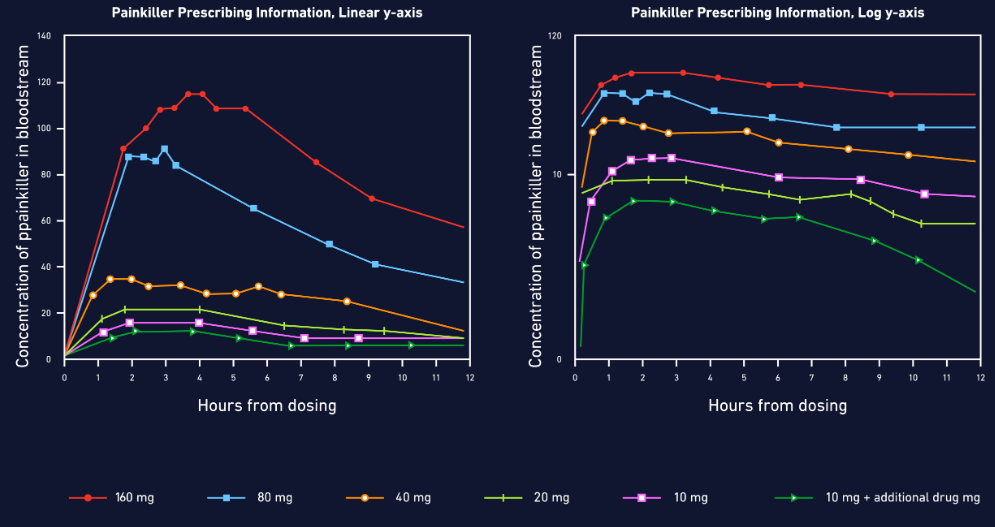 Painkiller Prescribing Information, Linear y-axis
Concentration of ppainkiller in bloodstream
140
120
100
80
60
40
20
0
0 1 2 3 4 5 6 7 8 9 10 11 12
Hours from dosing
Painkiller Prescribing Information, Log y-axis
Concentration of ppainkiller in bloodstream
120
10
0
0 1 2 3 4 5 6 7 8 9 10 11 12
Hours from dosing
160 mg 80 mg 40 mg 20 mg 10 mg 10 mg + additional drug mg